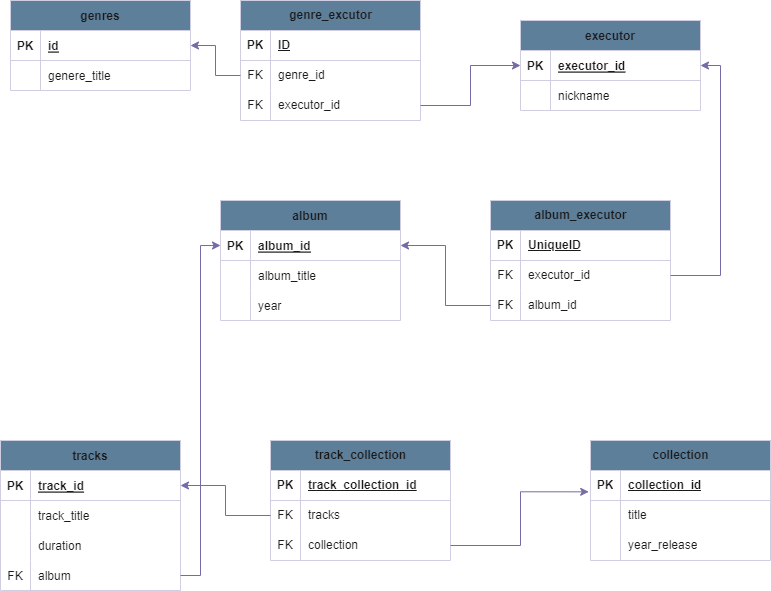 genres
PK id
genere_title
genre_excutor
PK ID
FK genre_id
FK executor_id
executor
PK executor_id
nickname
album
PK album_id
album_title
year
album_executor
PK UniqueID
FK executor_id
FK album_id
tracks
PK track_id
track_title
duration
FK album
track_collection
PK track_collection_id
FK tracks
FK collection
collection
PK collection_id
title
year_release